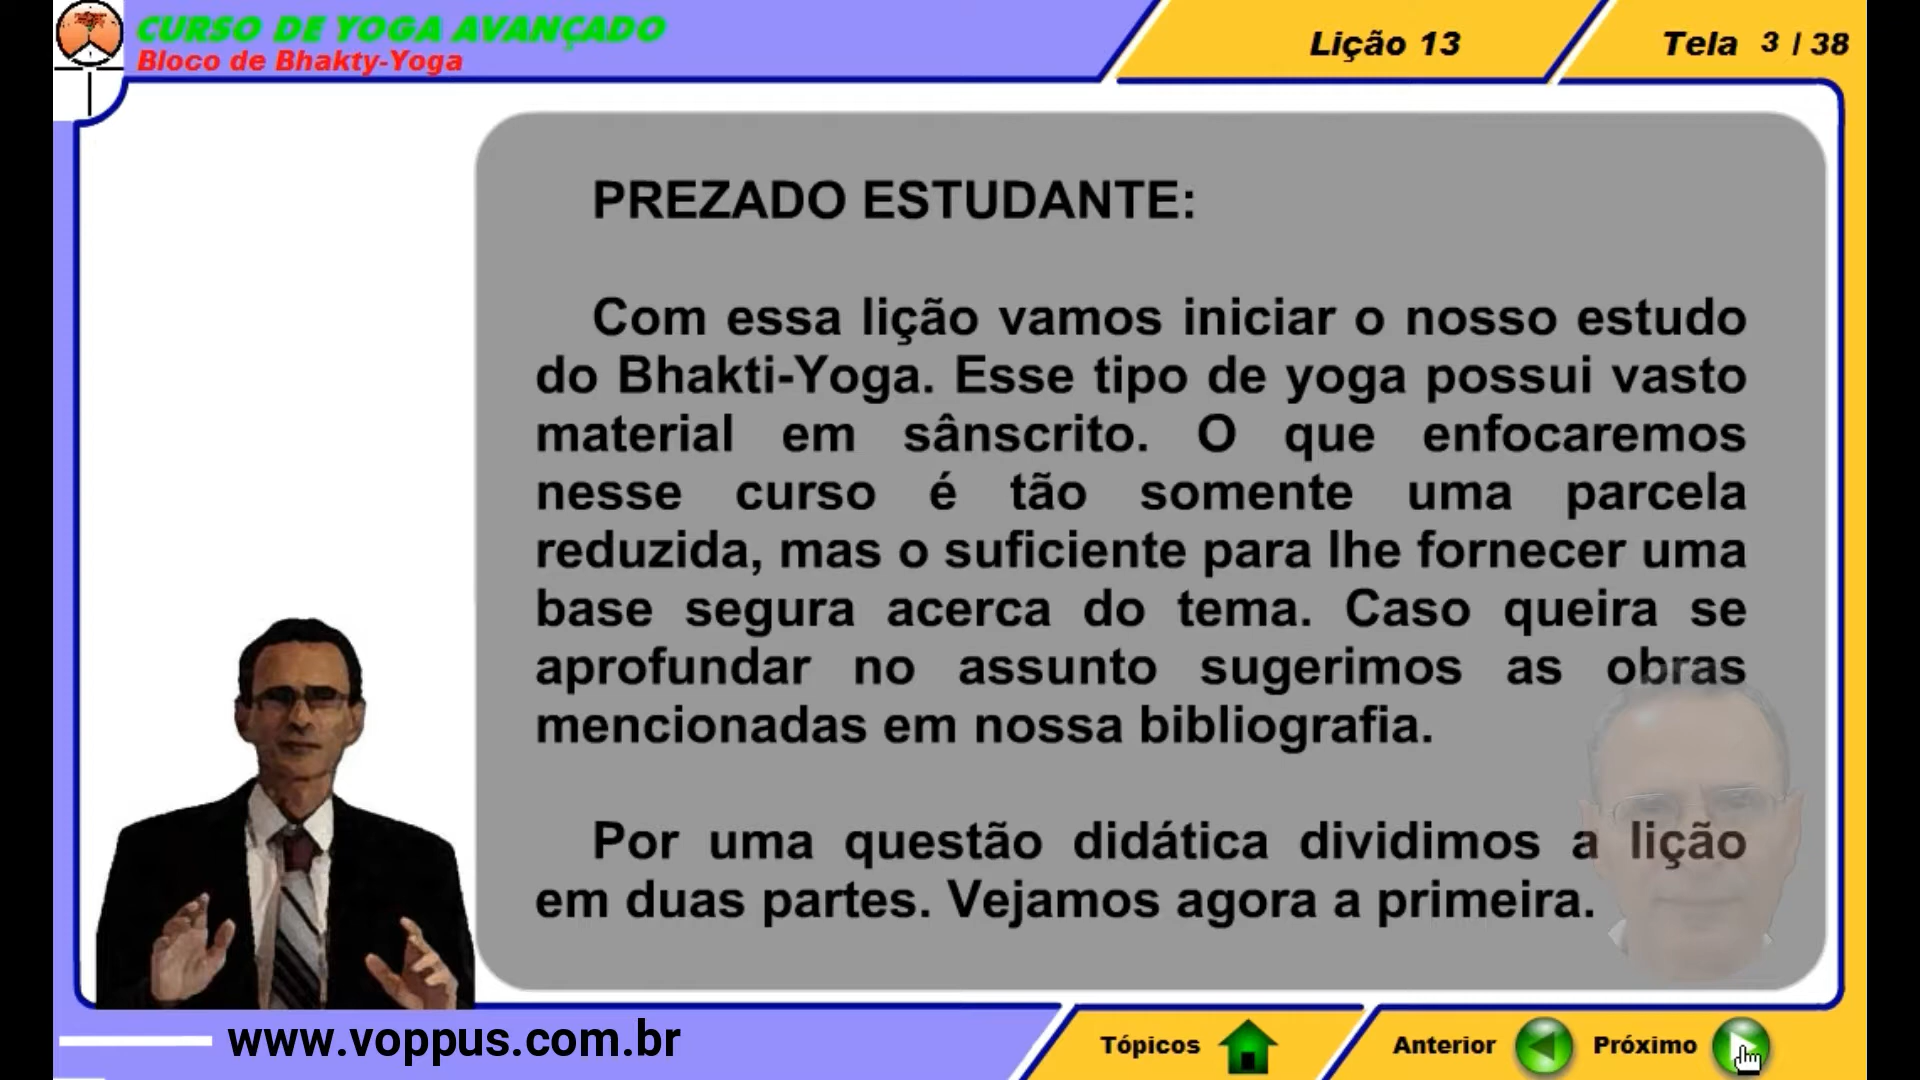 CURSO DE YOGA AVANÇADO
Bloco de Bhakty-Yoga
Lição 13
Tela 3 / 38
PREZADO ESTUDANTE:
Com essa lição vamos iniciar o nosso estudo
do Bhakti-Yoga. Esse tipo de yoga possui vasto
material em sânscrito. O que enfocaremos
nesse curso é tão somente uma parcela
reduzida, mas o suficiente para lhe fornecer uma
base segura acerca do tema. Caso queira se
aprofundar no assunto sugerimos as obras
mencionadas em nossa bibliografia.
Por uma questão didática dividimos a lição
em duas partes. Vejamos agora a primeira.
www.voppus.com.br
Tópicos
Anterior
Próximo